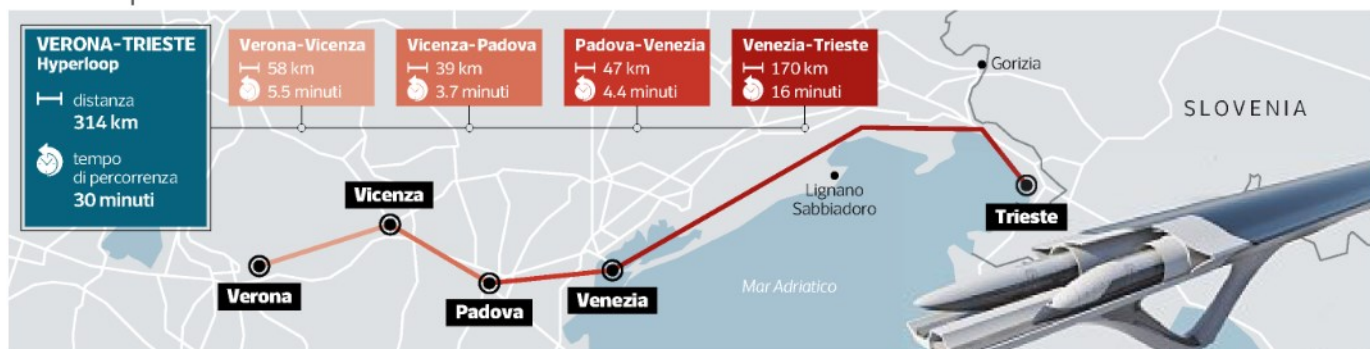 VERONA-TRIESTE
Hyperloop
distanza
314 km
tempo
di percorrenza
30 minuti
Verona-Vicenza
58 km
5.5 minuti
Vicenza-Padova
39 km
3.7 minuti
Padova-Venezia
47 km
4.4 minuti
Venezia-Trieste
170 km
16 minuti
Gorizia
SLOVENIA
Vicenza
Lignano
Sabbiadoro
Trieste
Verona
Padova
Venezia
Mar Adriatico